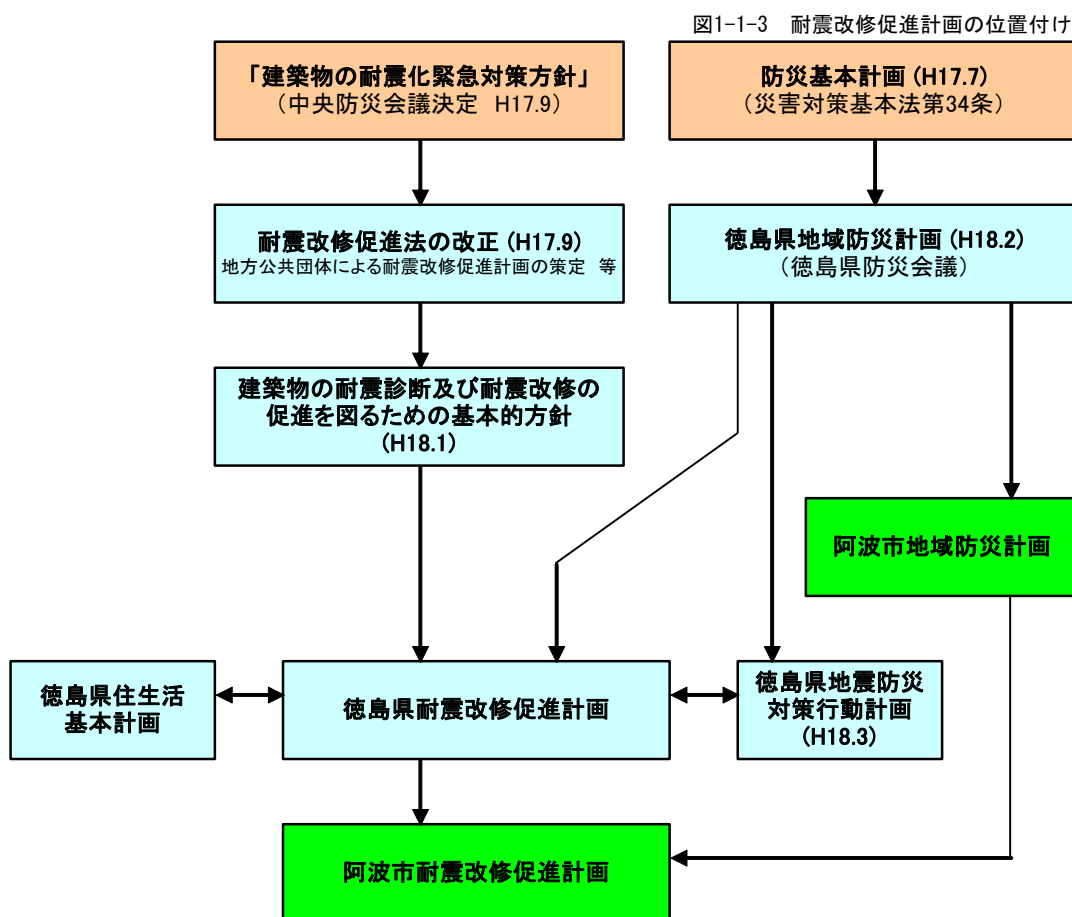 図1-1-3 耐震改修促進計画の位置付け
「建築物の耐震化緊急対策方針」
（中央防災会議決定 H17.9）
防災基本計画 (H17.7)
（災害対策基本法第34条）
耐震改修促進法の改正 (H17.9)
地方公共団体による耐震改修促進計画の策定 等
徳島県地域防災計画 (H18.2)
（徳島県防災会議）
建築物の耐震診断及び耐震改修の
促進を図るための基本的方針
(H18.1)
阿波市地域防災計画
徳島県住生活
基本計画
徳島県耐震改修促進計画
徳島県地震防災
対策行動計画
(H18.3)
阿波市耐震改修促進計画